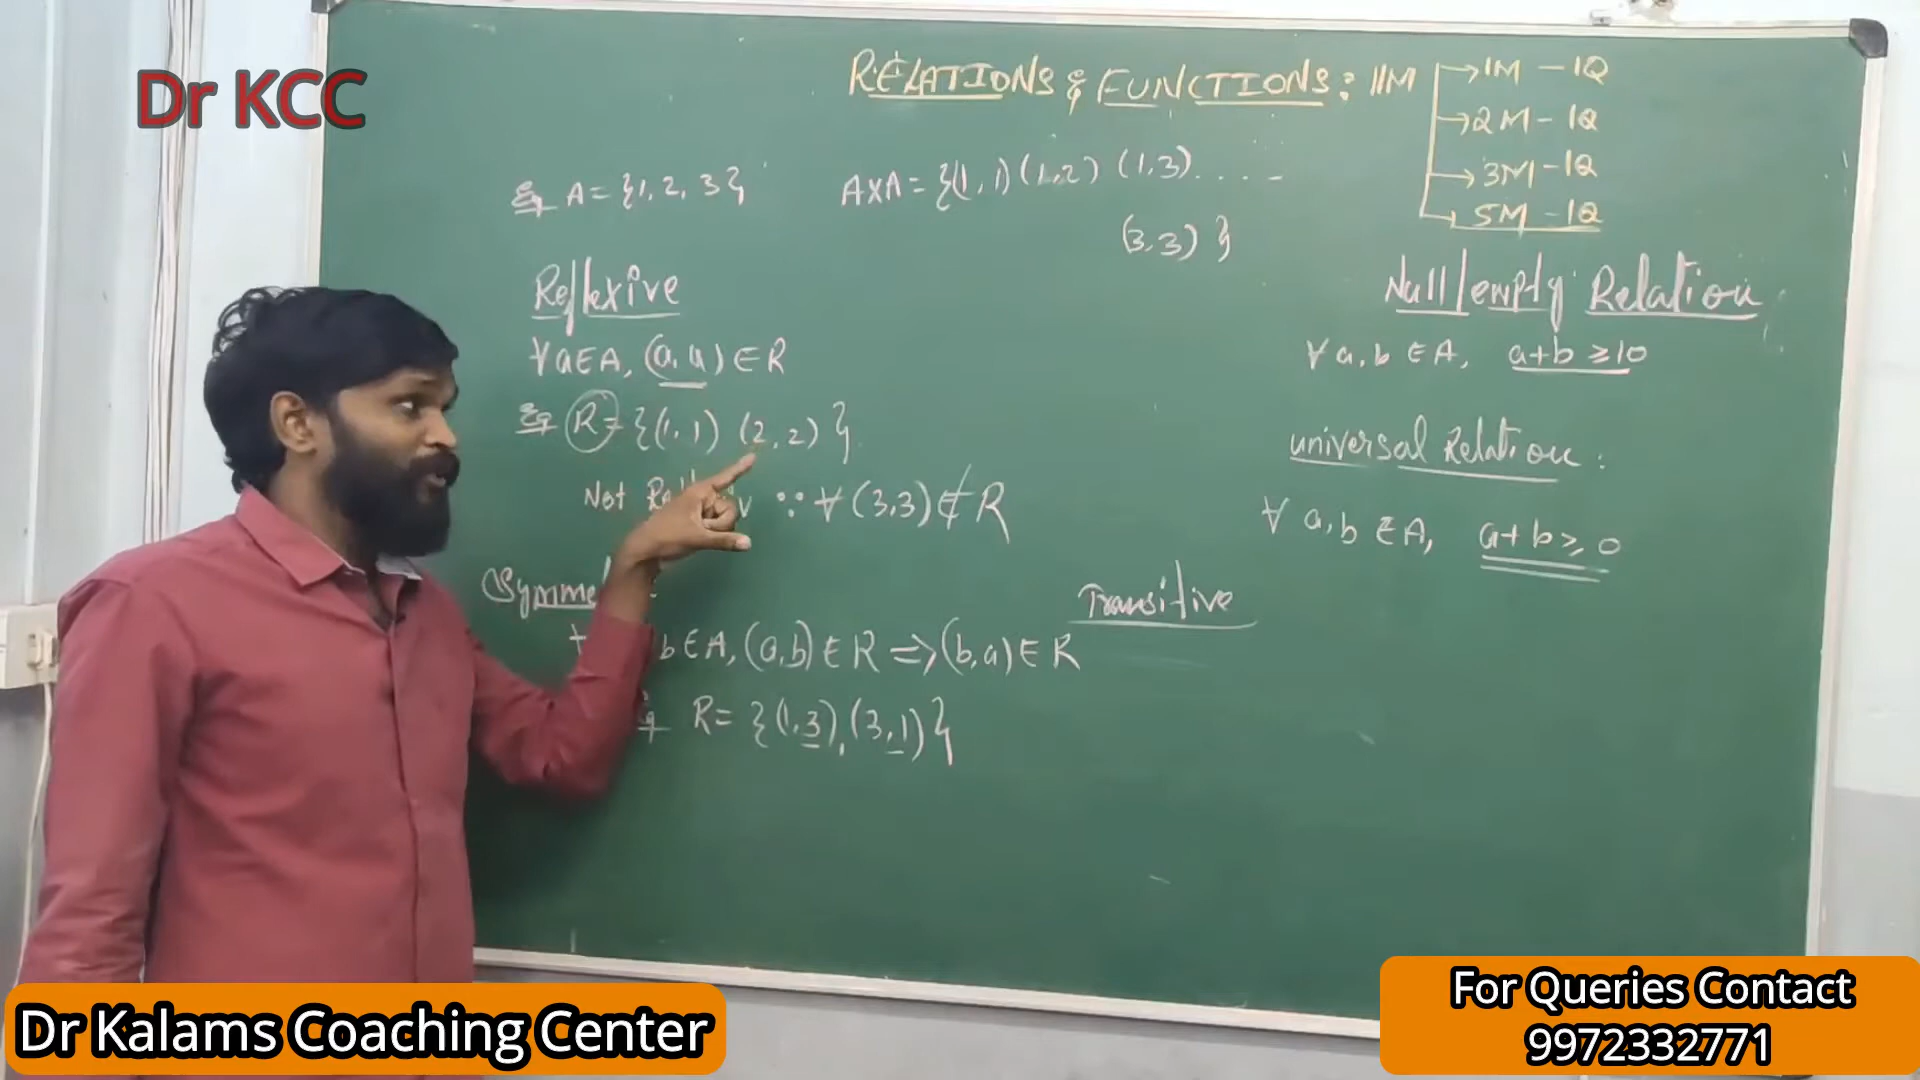 Dr KCC
RELATIONS & FUNCTIONS : 11M
→ 1M - 1Q
→ 2M - 1Q
→ 3M - 1Q
→ 5M - 1Q
Eg A = {1, 2, 3}
A×A = {(1, 1) (1, 2) (1, 3) . . . .
(3, 3) }
Reflexive
∀ a ∈ A, (a, a) ∈ R
Eg R = {(1, 1) (2, 2) }
Not ∵ ∀ (3,3) ∉ R
b ∈ A, (a, b) ∈ R ⇒ (b, a) ∈ R
R = {(1, 3), (3, 1)}
Transitive
Null/empty Relation
∀ a, b ∈ A, a+b ≥ 10
universal Relation :
∀ a, b ∈ A, a + b ≥ 0
Dr Kalams Coaching Center
For Queries Contact
9972332771